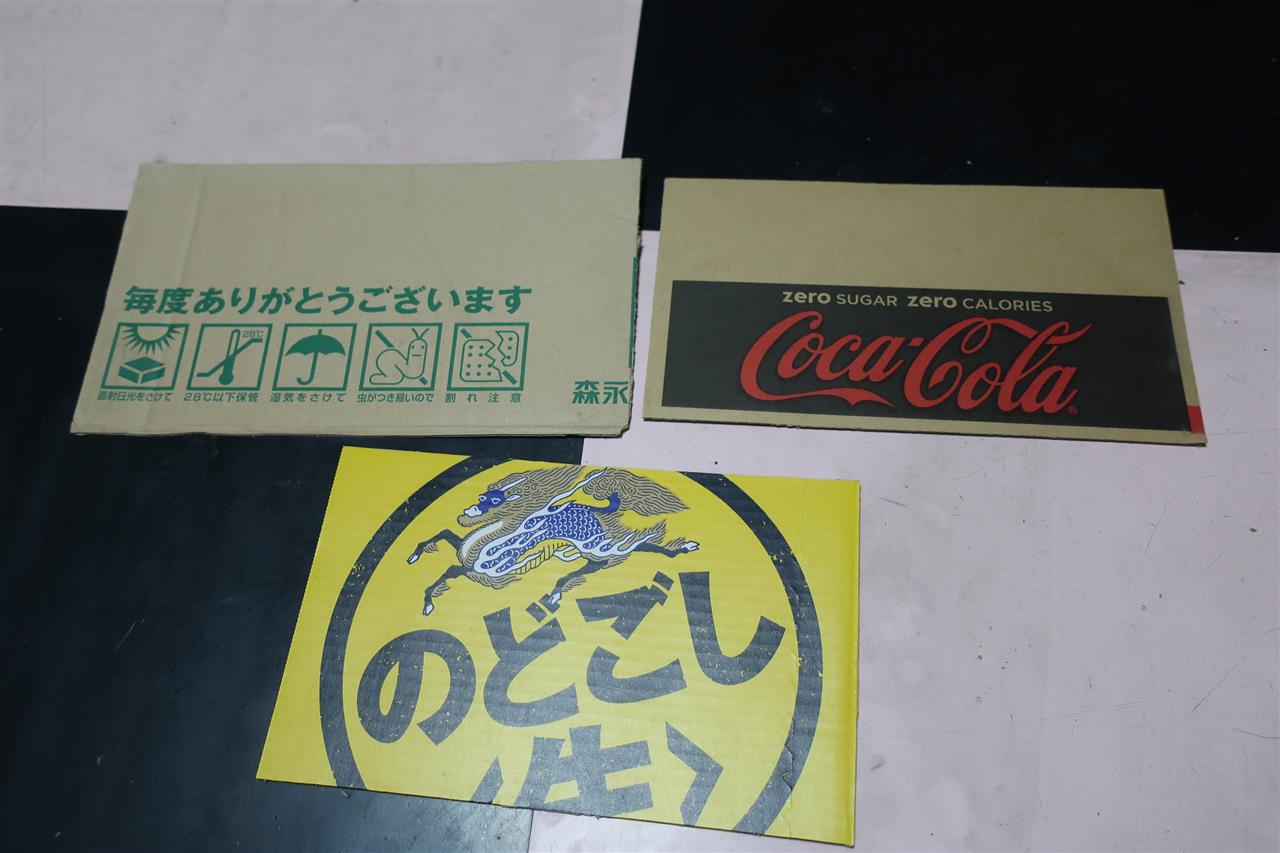 毎度ありがとうございます
28℃
直射日光をさけて 28℃以下保管 湿気をさけて 虫がつき易いので 割れ注意
森永
zero SUGAR zero CALORIES
Coca-Cola®
のどごし
〈生〉